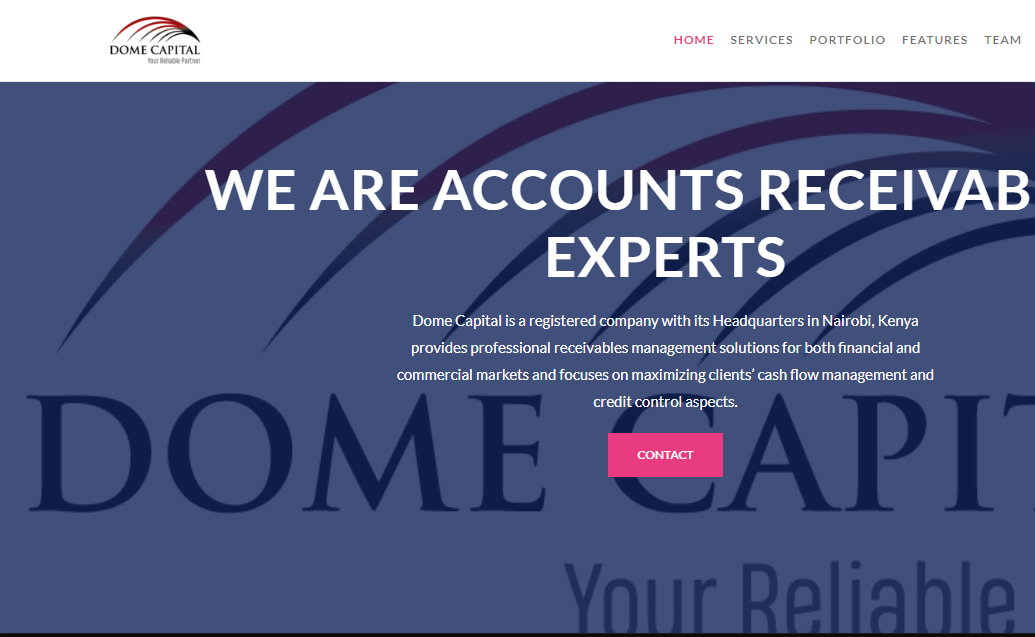 DOME CAPITAL
Your Reliable Partner
HOME SERVICES PORTFOLIO FEATURES TEAM
WE ARE ACCOUNTS RECEIVAB
EXPERTS
Dome Capital is a registered company with its Headquarters in Nairobi, Kenya
provides professional receivables management solutions for both financial and
commercial markets and focuses on maximizing clients' cash flow management and
credit control aspects.
DOME CAPIT
CONTACT
Your Reliable